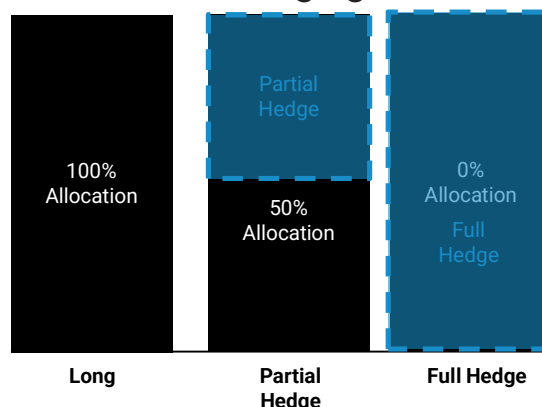 100%
Allocation
Partial
Hedge
50%
Allocation
0%
Allocation
Full
Hedge
Long
Partial
Hedge
Full Hedge